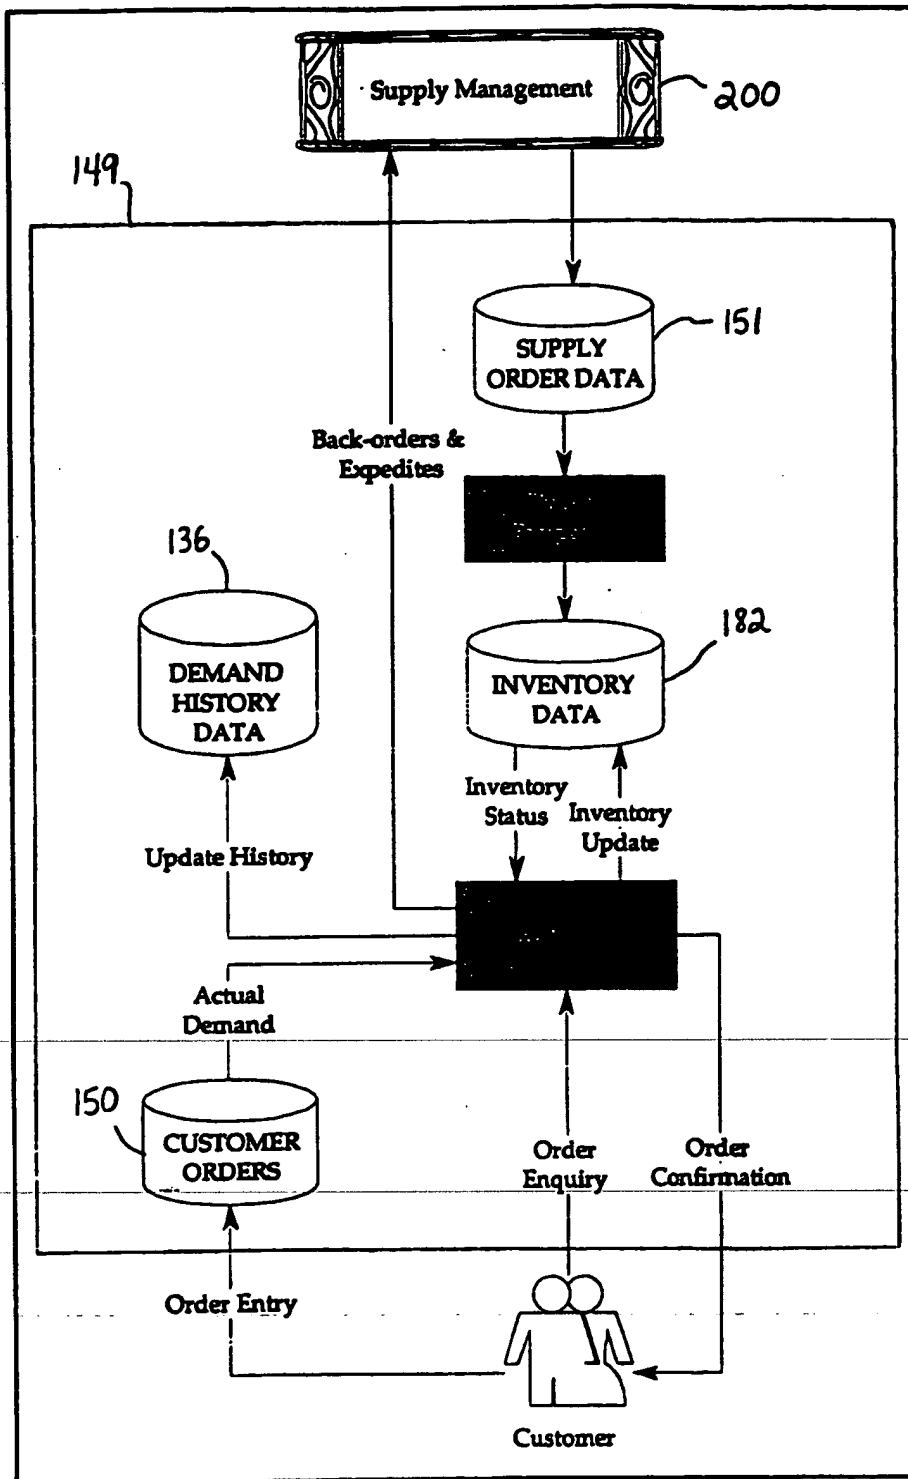 Supply Management
200
149
151
SUPPLY
ORDER DATA
Back-orders &
Expedites
136
182
DEMAND
HISTORY
DATA
INVENTORY
DATA
Inventory
Status
Inventory
Update
Update History
Actual
Demand
150
CUSTOMER
ORDERS
Order
Enquiry
Order
Confirmation
Order Entry
Customer